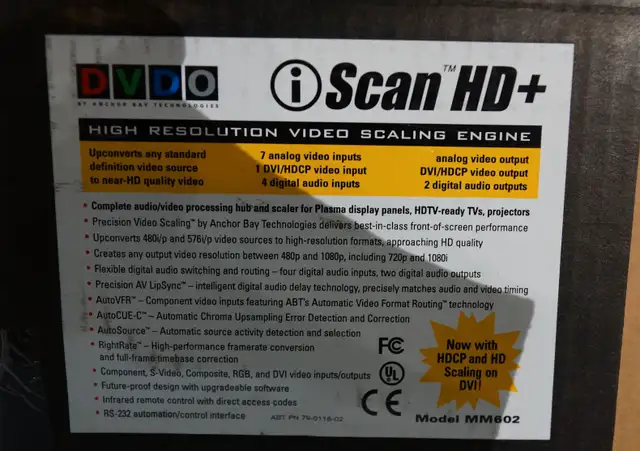 DVDO
BY ANCHOR BAY TECHNOLOGIES
iScan™ HD+
HIGH RESOLUTION VIDEO SCALING ENGINE
Upconverts any standard
definition video source
to near-HD quality video
7 analog video inputs
1 DVI/HDCP video input
4 digital audio inputs
analog video output
DVI/HDCP video output
2 digital audio outputs
• Complete audio/video processing hub and scaler for Plasma display panels, HDTV-ready TVs, projectors
• Precision Video Scaling™ by Anchor Bay Technologies delivers best-in-class front-of-screen performance
• Upconverts 480i/p and 576i/p video sources to high-resolution formats, approaching HD quality
• Creates any output video resolution between 480p and 1080p, including 720p and 1080i
• Flexible digital audio switching and routing – four digital audio inputs, two digital audio outputs
• Precision AV LipSync™ – intelligent digital audio delay technology, precisely matches audio and video timing
• AutoVFR™ – Component video inputs featuring ABT's Automatic Video Format Routing™ technology
• AutoCUE-C™ – Automatic Chroma Upsampling Error Detection and Correction
• AutoSource™ – Automatic source activity detection and selection
• RightRate™ – High-performance framerate conversion
and full-frame timebase correction
• Component, S-Video, Composite, RGB, and DVI video inputs/outputs
• Future-proof design with upgradeable software
• Infrared remote control with direct access codes
• RS-232 automation/control interface
ABT PN 79-0116-02
FC
UL
CE
Now with
HDCP and HD
Scaling on
DVI!
Model MM602